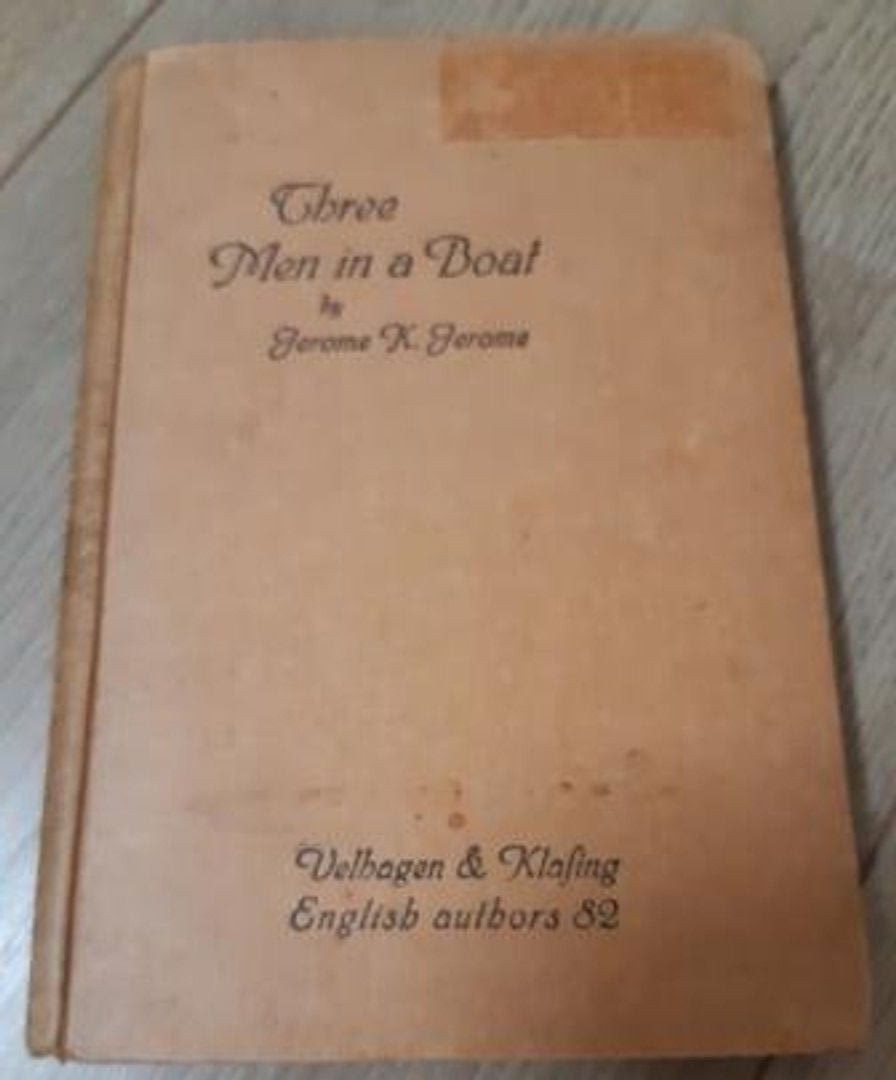 Three
Men in a Boat
by
Jerome K. Jerome
Velhagen & Klaſing
English authors 82